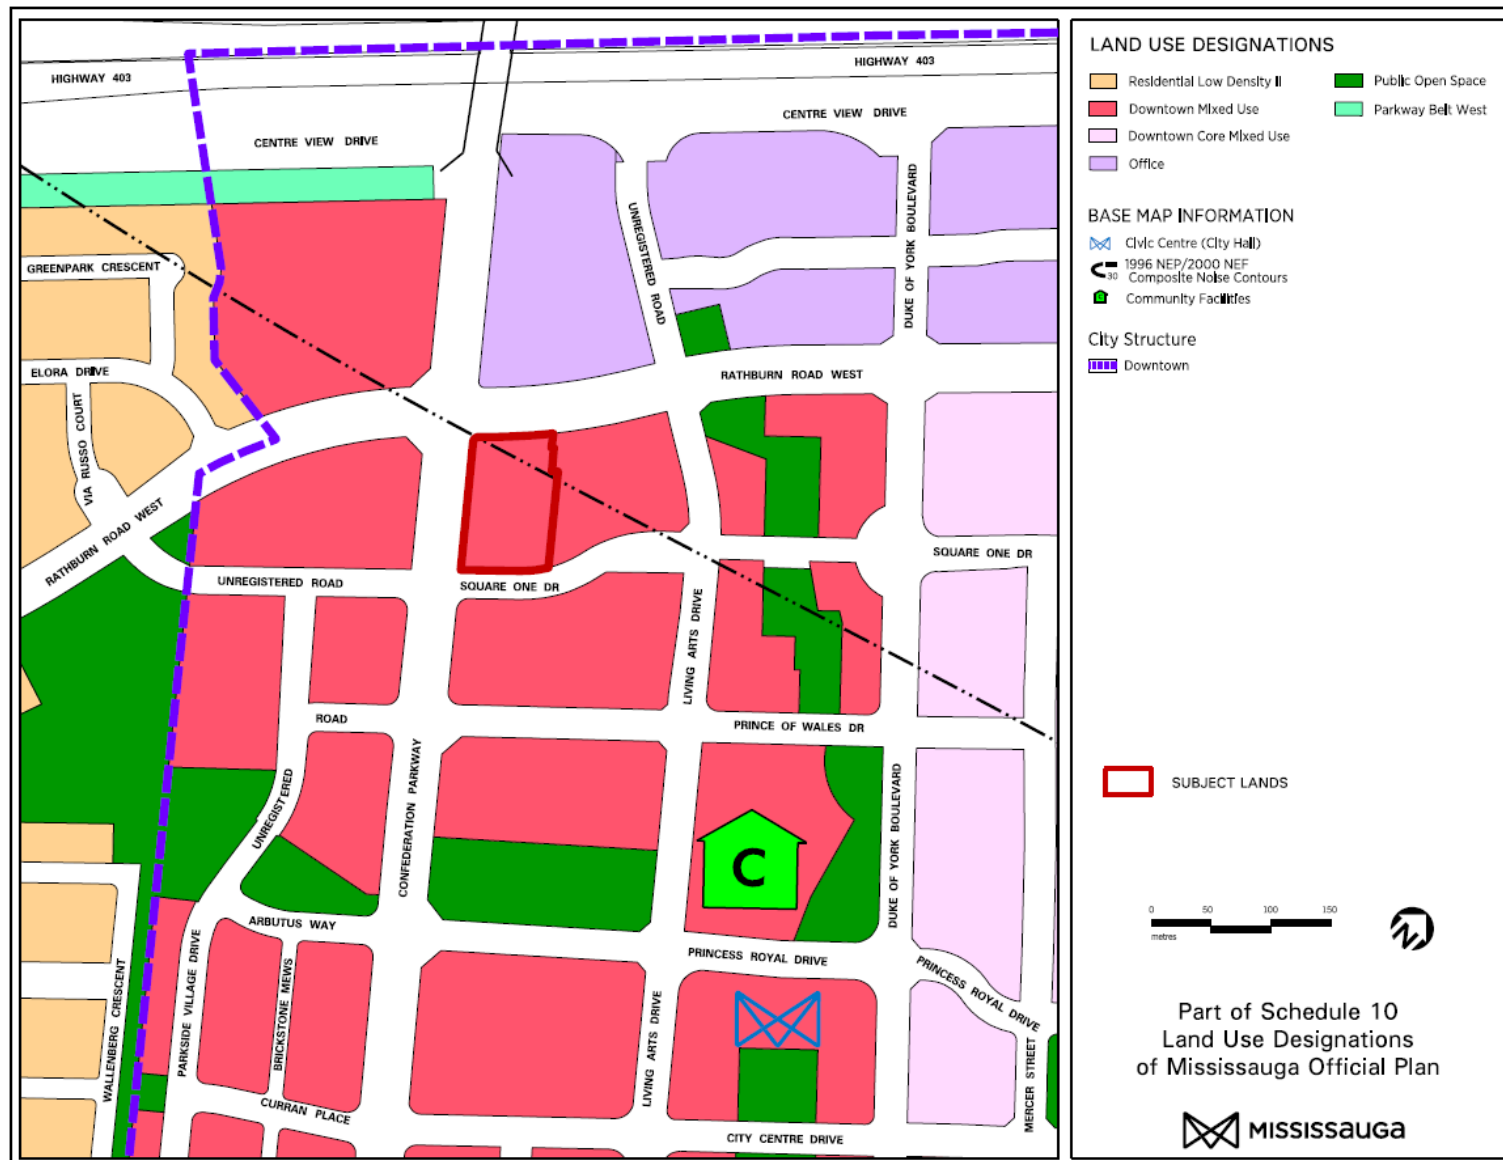 HIGHWAY 403
HIGHWAY 403
CENTRE VIEW DRIVE
CENTRE VIEW DRIVE
UNREGISTERED ROAD
DUKE OF YORK BOULEVARD
GREENPARK CRESCENT
ELORA DRIVE
VIA RUSSO COURT
RATHBURN ROAD WEST
RATHBURN ROAD WEST
UNREGISTERED ROAD
SQUARE ONE DR
SQUARE ONE DR
LIVING ARTS DRIVE
ROAD
UNREGISTERED
PRINCE OF WALES DR
CONFEDERATION PARKWAY
DUKE OF YORK BOULEVARD
C
ARBUTUS WAY
PRINCESS ROYAL DRIVE
PRINCESS ROYAL DRIVE
WALLENBERG CRESCENT
PARKSIDE VILLAGE DRIVE
BRICKSTONE MEWS
LIVING ARTS DRIVE
MERCER STREET
CURRAN PLACE
CITY CENTRE DRIVE
LAND USE DESIGNATIONS
Residential Low Density II
Downtown Mixed Use
Downtown Core Mixed Use
Office
Public Open Space
Parkway Belt West
BASE MAP INFORMATION
Civic Centre (City Hall)
30
1996 NEP/2000 NEF
Composite Noise Contours
C
Community Facilities
City Structure
Downtown
SUBJECT LANDS
0 50 100 150
metres
N
Part of Schedule 10
Land Use Designations
of Mississauga Official Plan
MISSISSauGa